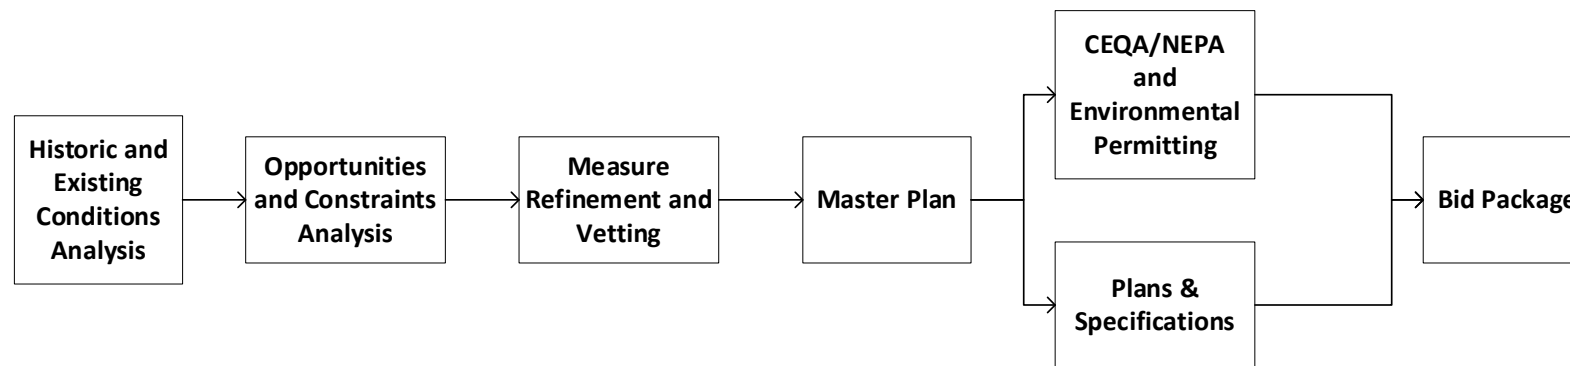 Historic and
Existing
Conditions
Analysis
Opportunities
and Constraints
Analysis
Measure
Refinement and
Vetting
Master Plan
CEQA/NEPA
and
Environmental
Permitting
Plans &
Specifications
Bid Package